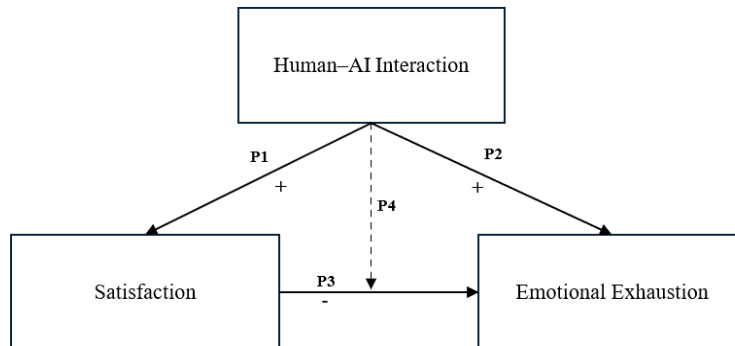 Human–AI Interaction
P1
P2
+
+
P4
P3
-
Satisfaction
Emotional Exhaustion